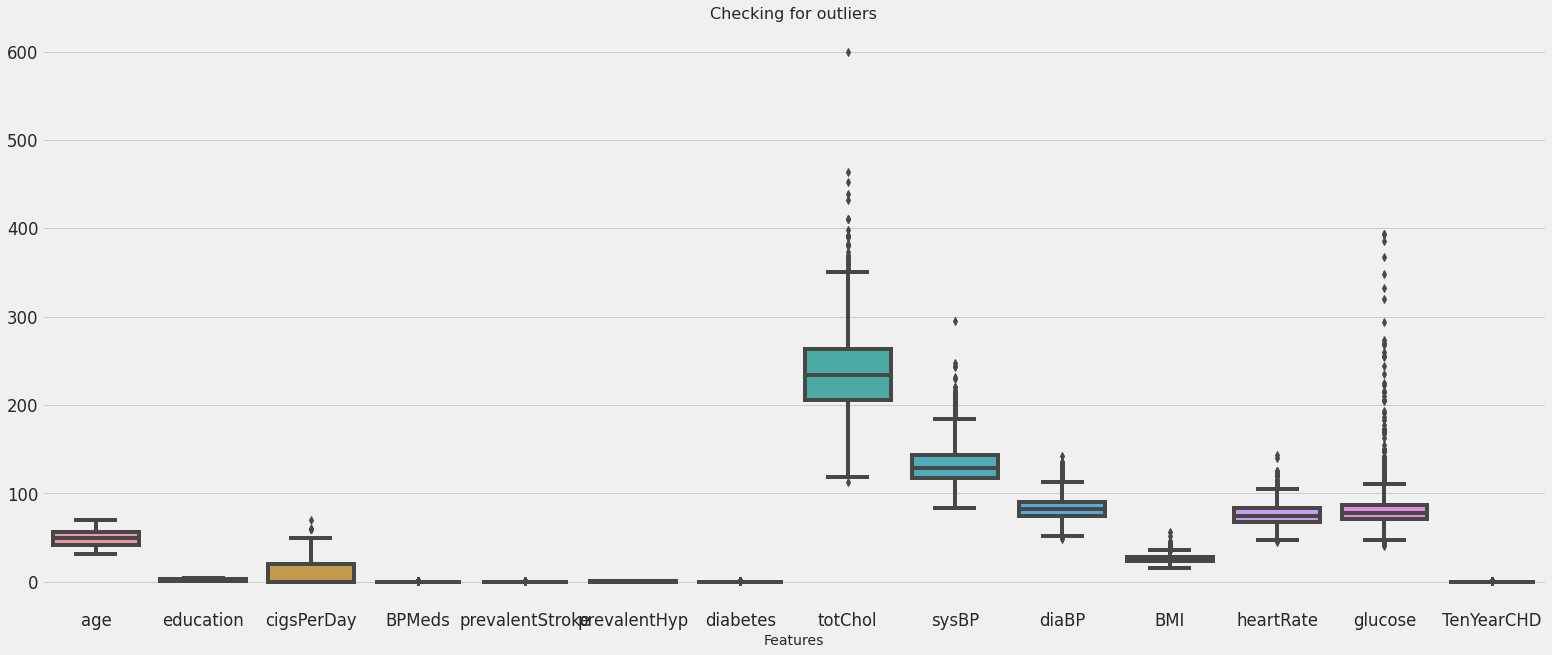 Checking for outliers
600
500
400
300
200
100
0
age education cigsPerDay BPMeds prevalentStroke prevalentHyp diabetes totChol sysBP diaBP BMI heartRate glucose TenYearCHD
Features